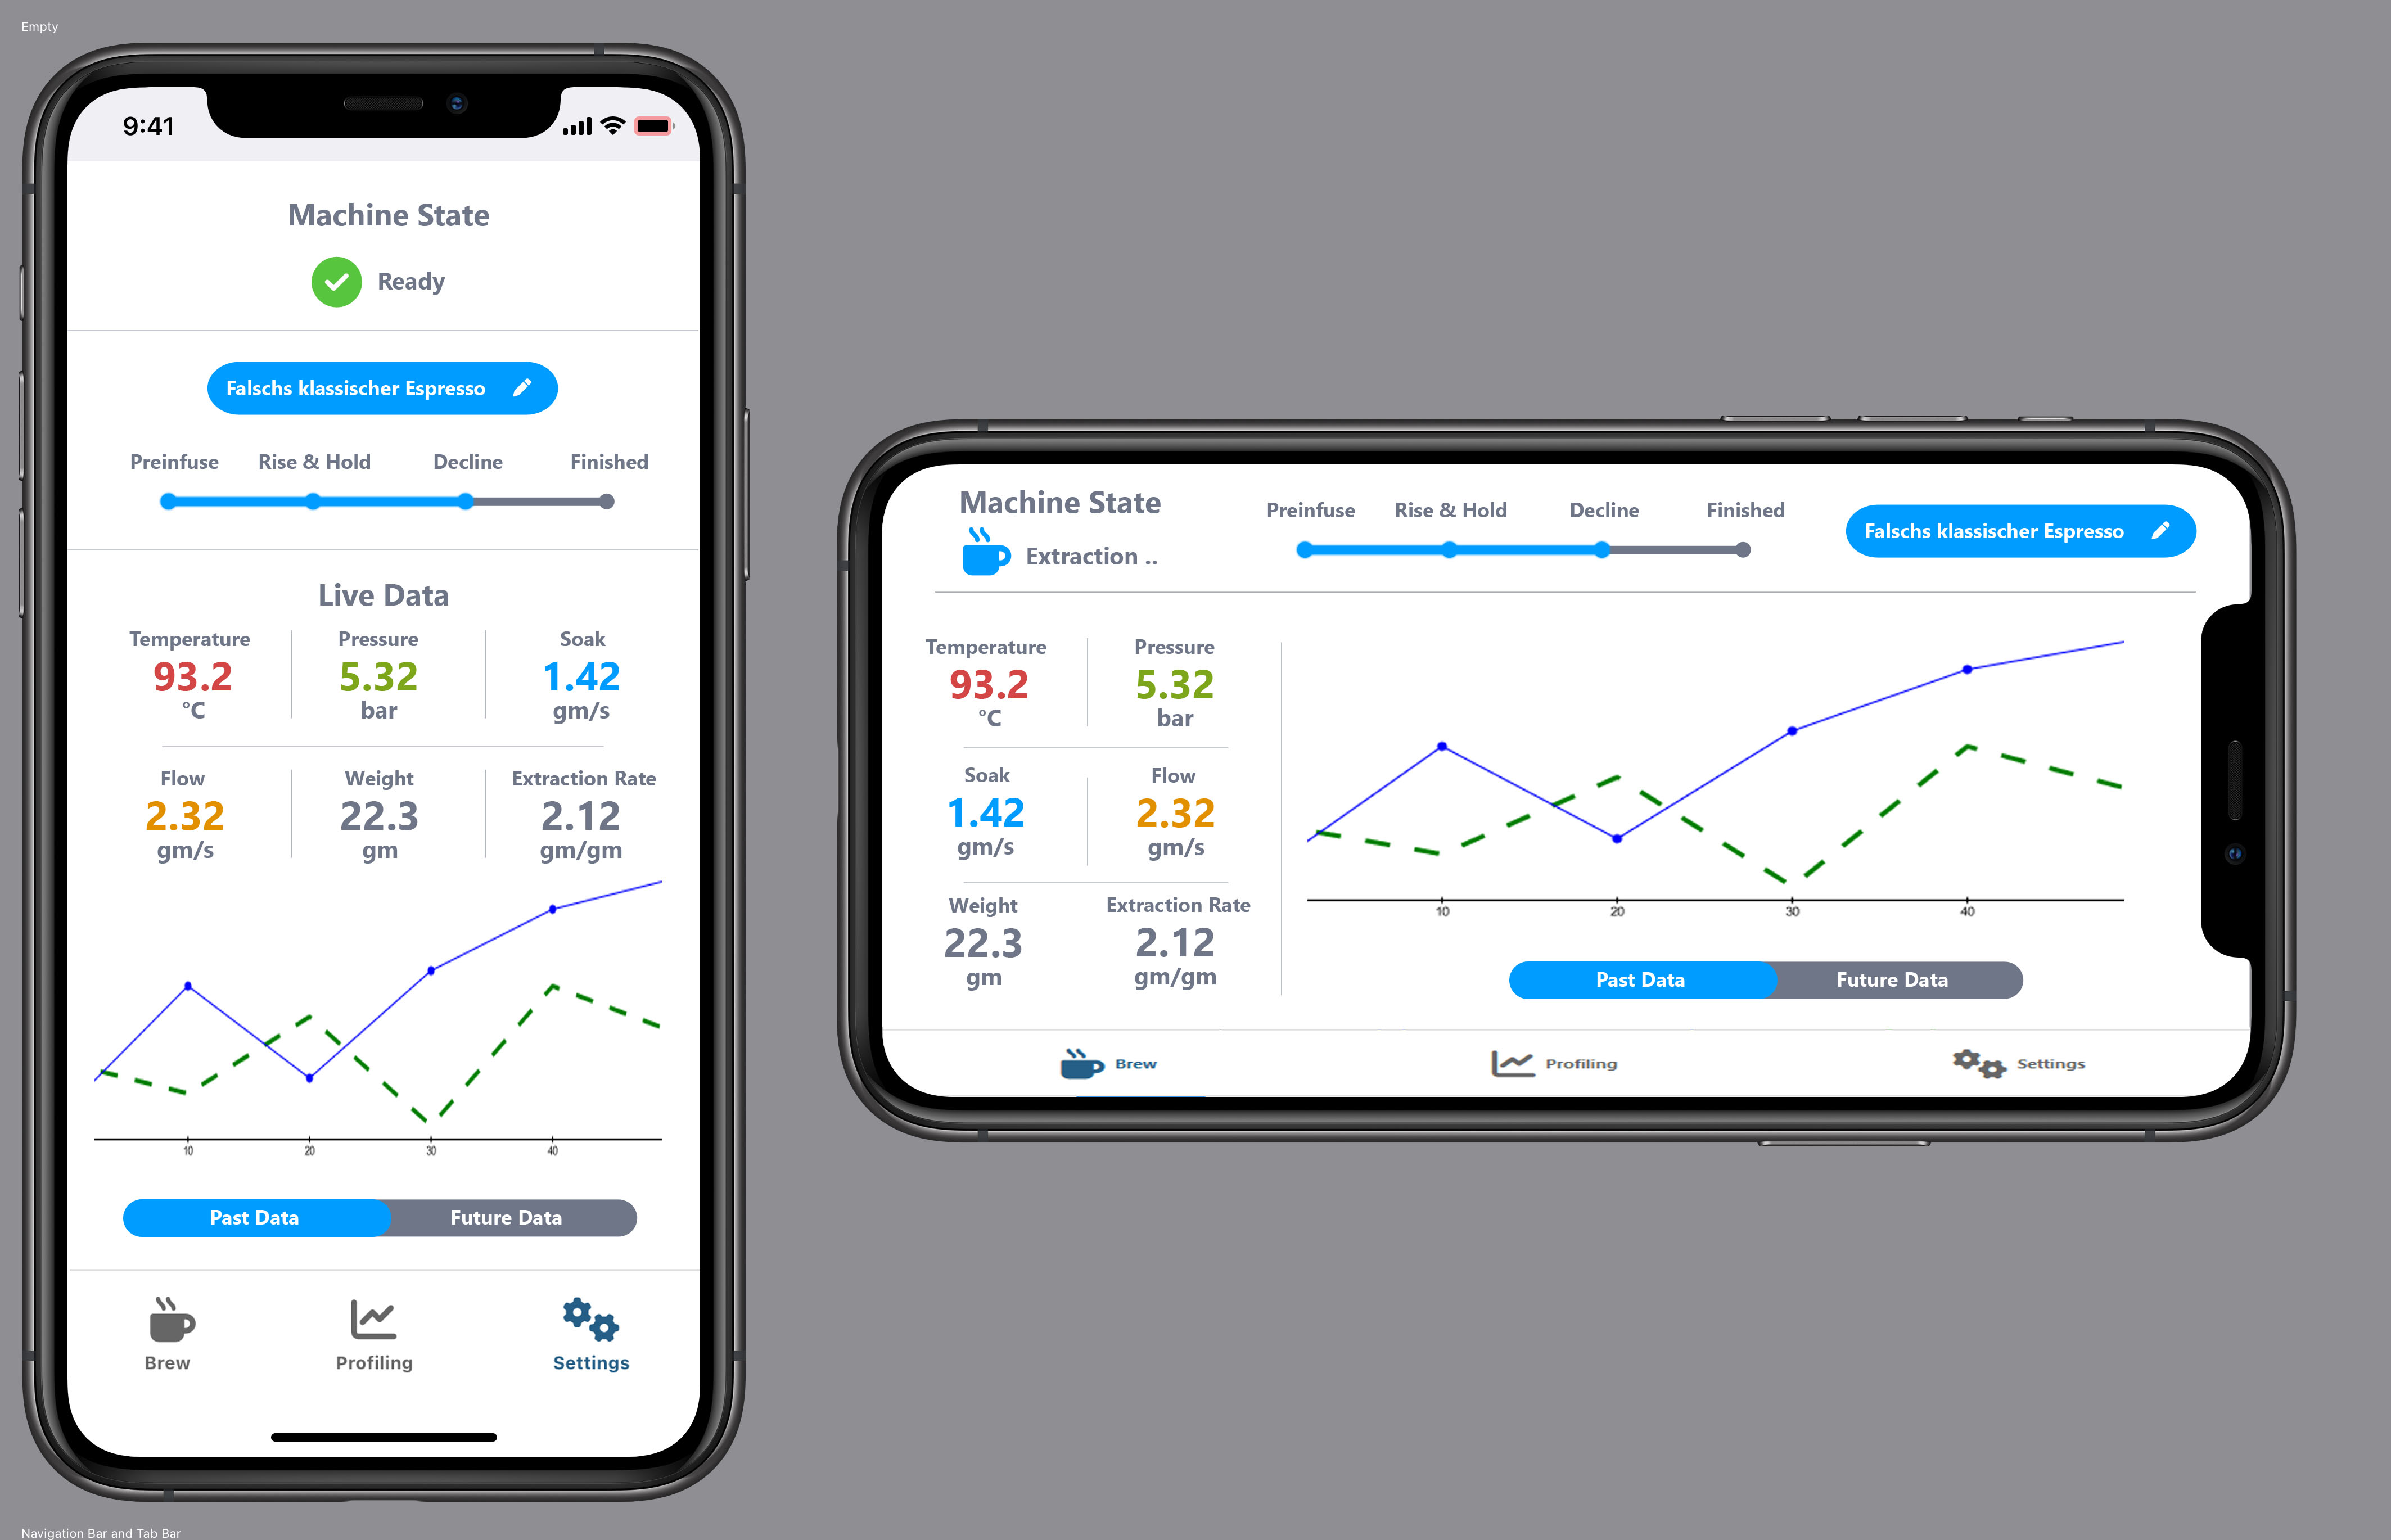 Empty
9:41
Machine State
Ready
Falschs klassischer Espresso
Preinfuse Rise & Hold Decline Finished
Live Data
Temperature Pressure Soak
93.2 5.32 1.42
°C bar gm/s
Flow Weight Extraction Rate
2.32 22.3 2.12
gm/s gm gm/gm
10 20 30 40
Past Data Future Data
Brew Profiling Settings
Navigation Bar and Tab Bar
Machine State
Extraction ..
Preinfuse Rise & Hold Decline Finished
Falschs klassischer Espresso
Temperature Pressure
93.2 5.32
°C bar
Soak Flow
1.42 2.32
gm/s gm/s
Weight Extraction Rate
22.3 2.12
gm gm/gm
10 20 30 40
Past Data Future Data
Brew Profiling Settings